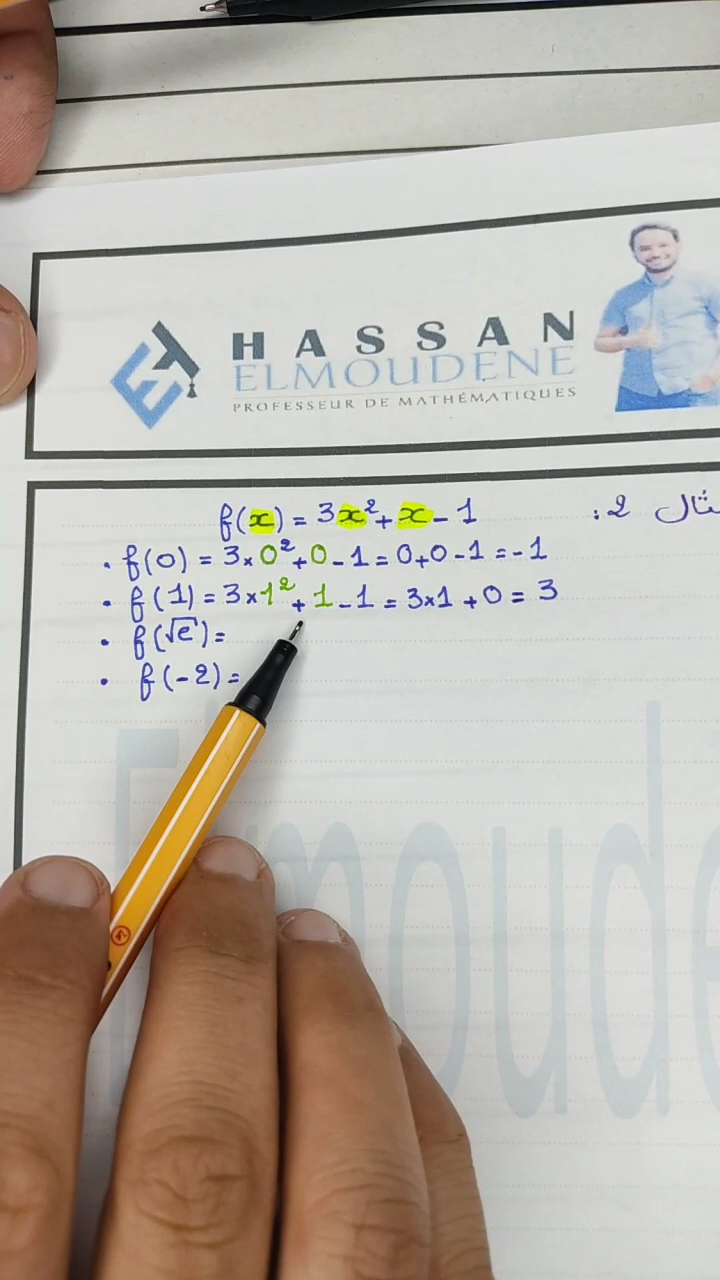 HASSAN
ELMOUDENE
PROFESSEUR DE MATHÉMATIQUES
مثال 2 :
f(x) = 3x² + x - 1
• f(0) = 3×0² + 0 - 1 = 0 + 0 - 1 = -1
• f(1) = 3×1² + 1 - 1 = 3×1 + 0 = 3
• f(√2) =
• f(-2) =